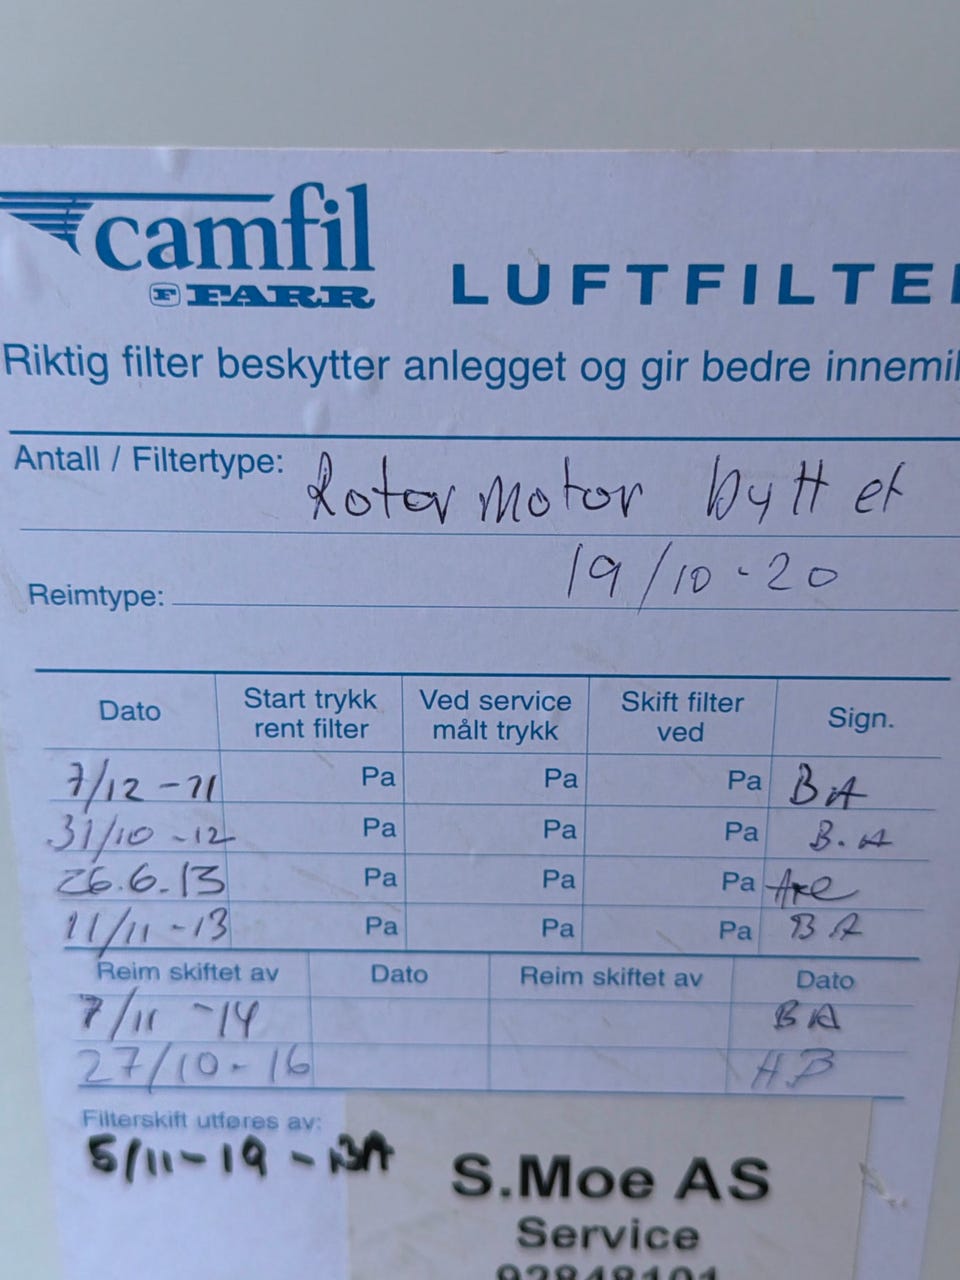 camfil
FARR
LUFTFILTE
Riktig filter beskytter anlegget og gir bedre innemil
Antall / Filtertype: Rotor Motor byttet
19/10-20
Reimtype:
Dato Start trykk rent filter Ved service målt trykk Skift filter ved Sign.
7/12-11 Pa Pa Pa BA
31/10-12 Pa Pa Pa B.A
26.6.13 Pa Pa Pa
11/11-13 Pa Pa Pa BA
Reim skiftet av Dato Reim skiftet av Dato
7/11-14 BA
27/10-16 H.B
Filterskift utføres av:
5/11-19-BA
S.Moe AS
Service
92848101